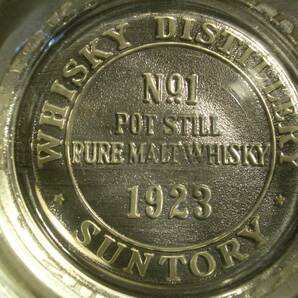 WHISKY DISTILLERY
No1
POT STILL
PURE MALT WHISKY
1923
SUNTORY